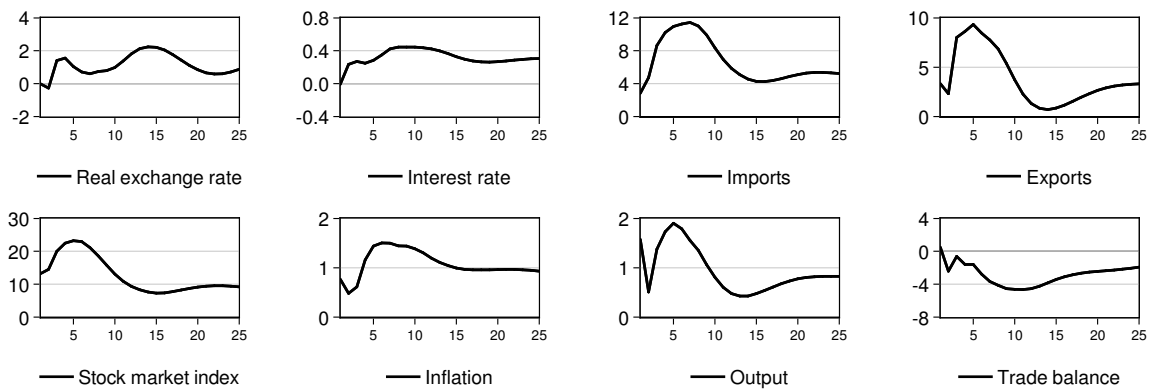 4 0.8 12 10
2 0.4 8 5
0 0.0 4
-2 -0.4 0 0
5 10 15 20 25 5 10 15 20 25 5 10 15 20 25 5 10 15 20 25
Real exchange rate Interest rate Imports Exports
30 2 2 4
20 1 1 0
10 -4
0 0 0 -8
5 10 15 20 25 5 10 15 20 25 5 10 15 20 25 5 10 15 20 25
Stock market index Inflation Output Trade balance